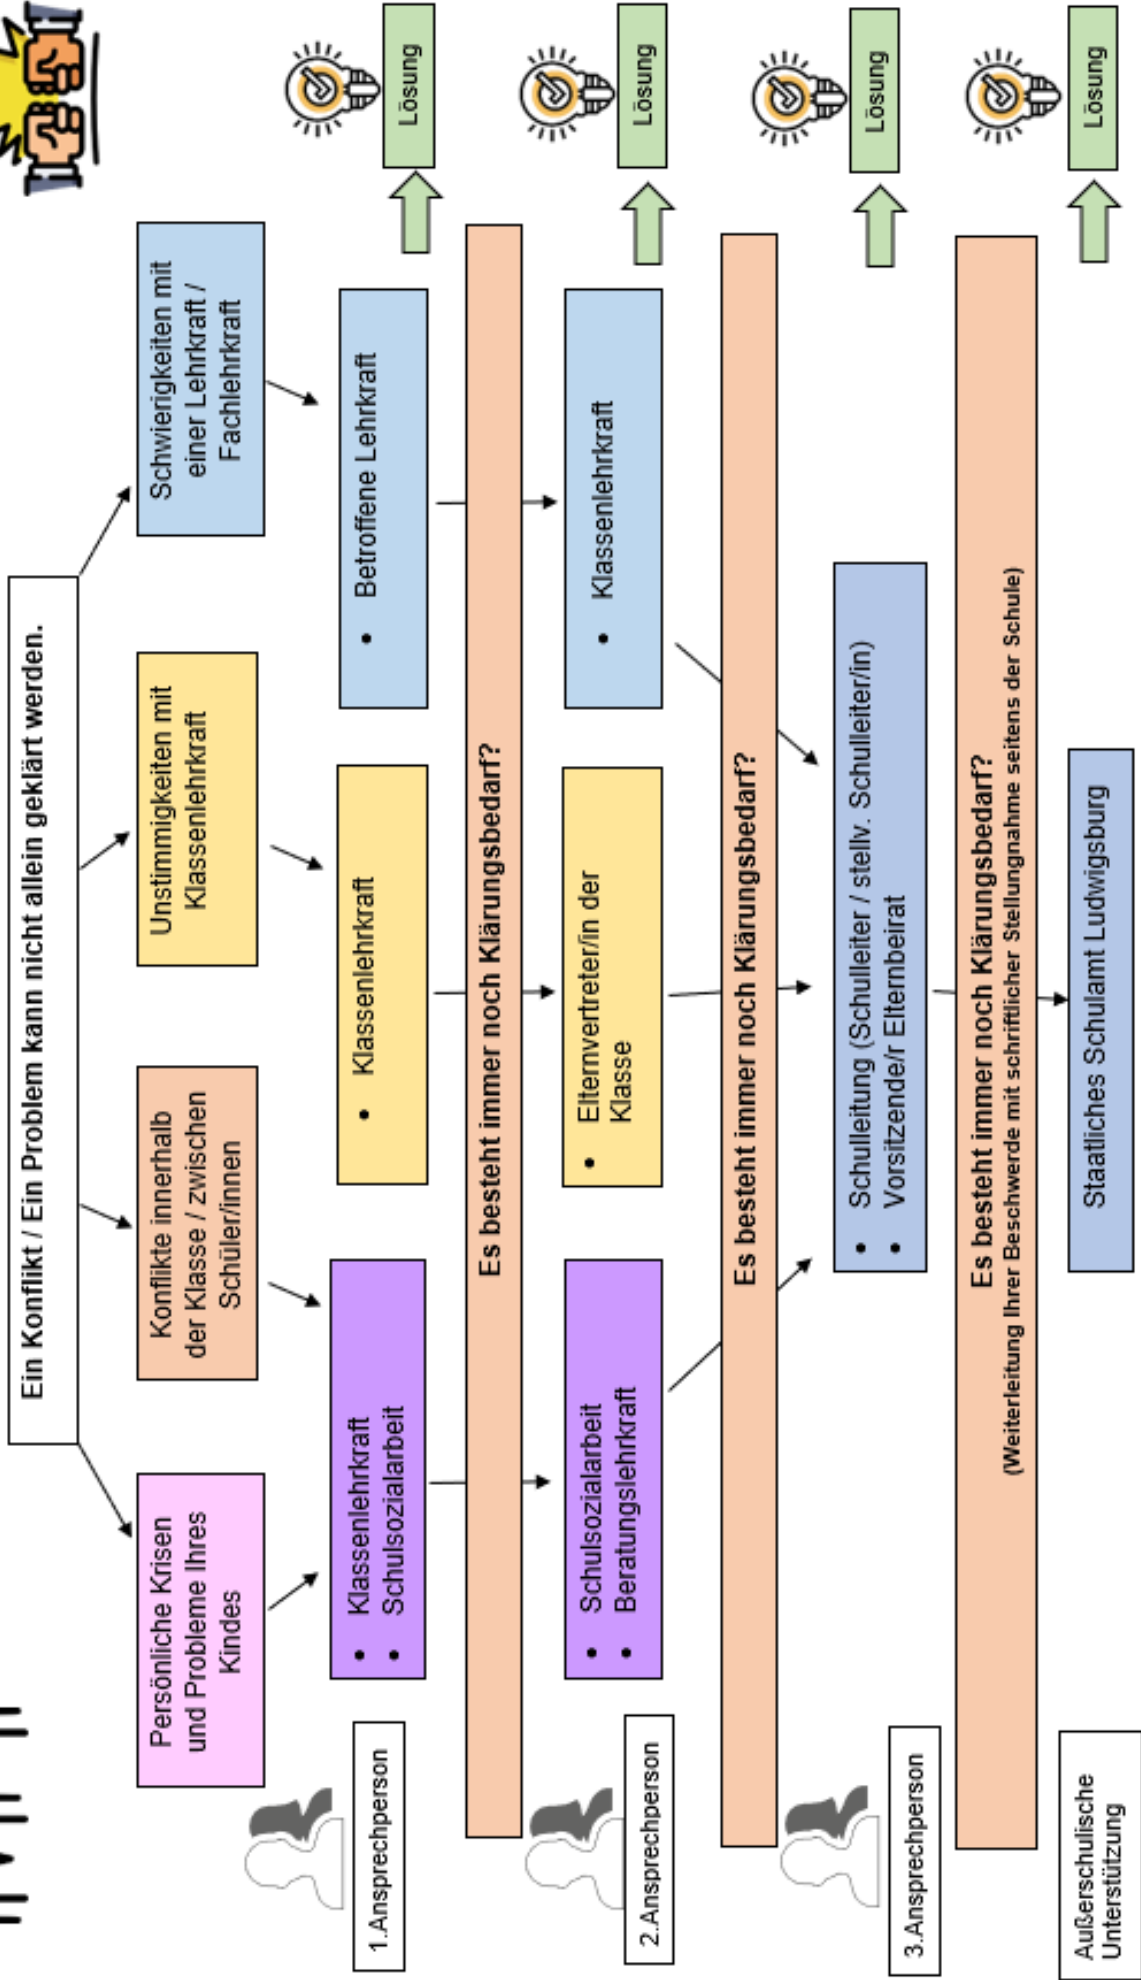 Ein Konflikt / Ein Problem kann nicht allein geklärt werden.
Persönliche Krisen
und Probleme Ihres
Kindes
Konflikte innerhalb
der Klasse / zwischen
Schüler/innen
Unstimmigkeiten mit
Klassenlehrkraft
Schwierigkeiten mit
einer Lehrkraft /
Fachlehrkraft
1.Ansprechperson
• Klassenlehrkraft
• Schulsozialarbeit
• Klassenlehrkraft
• Betroffene Lehrkraft
Lösung
Es besteht immer noch Klärungsbedarf?
2.Ansprechperson
• Schulsozialarbeit
• Beratungslehrkraft
• Elternvertreter/in der
Klasse
• Klassenlehrkraft
Lösung
Es besteht immer noch Klärungsbedarf?
3.Ansprechperson
• Schulleitung (Schulleiter / stellv. Schulleiter/in)
• Vorsitzende/r Elternbeirat
Lösung
Es besteht immer noch Klärungsbedarf?
(Weiterleitung Ihrer Beschwerde mit schriftlicher Stellungnahme seitens der Schule)
Außerschulische
Unterstützung
Staatliches Schulamt Ludwigsburg
Lösung